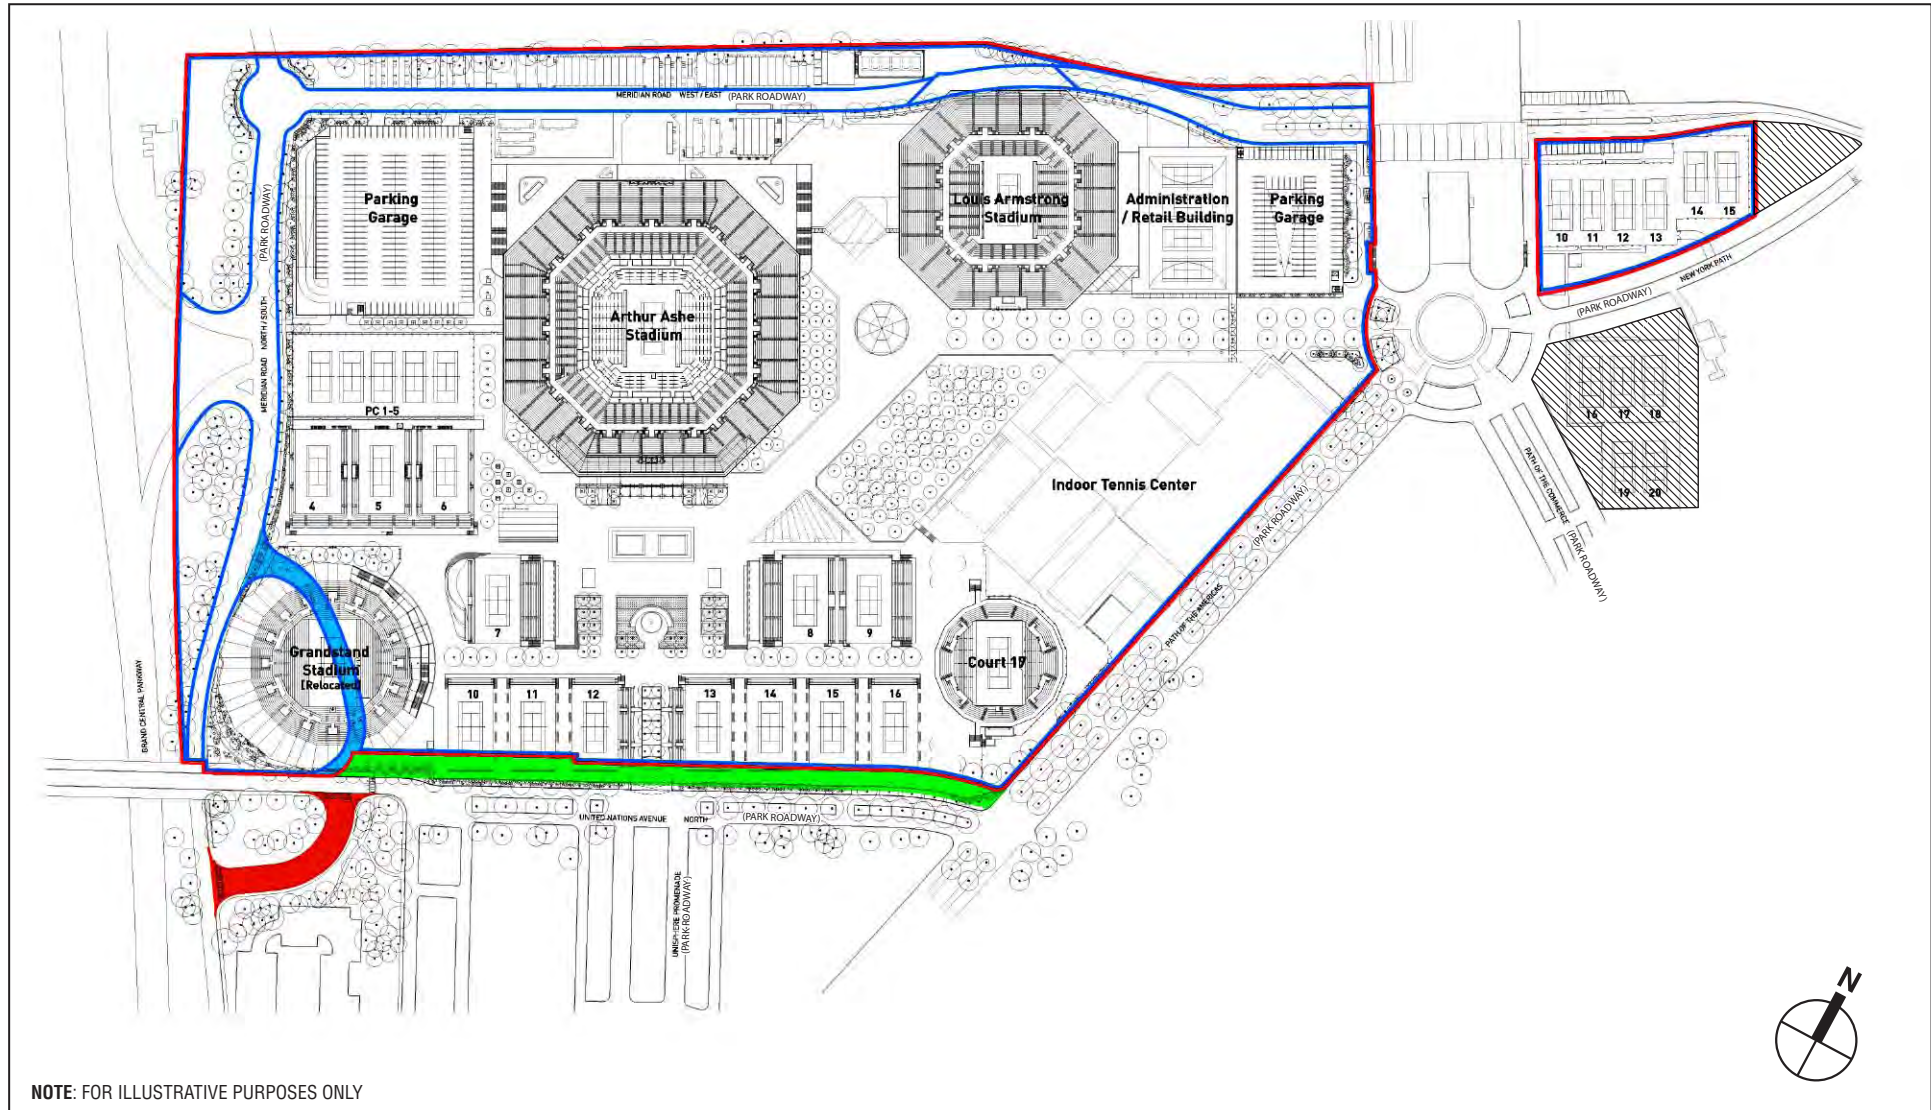 MERIDIAN ROAD WEST / EAST (PARK ROADWAY)
Parking
Garage
(PARK ROADWAY)
MERIDIAN ROAD NORTH / SOUTH
Louis Armstrong
Stadium
Administration
/ Retail Building
Parking
Garage
10 11 12 13
14 15
NEW YORK PATH
(PARK ROADWAY)
Arthur Ashe
Stadium
PC 1-5
4 5 6
16 17 18
19 20
PATH OF THE COMMERCE (PARK ROADWAY)
Indoor Tennis Center
(PARK ROADWAY)
PATH OF THE AMERICAS
7 8 9
Grandstand
Stadium
[Relocated]
Court 17
10 11 12 13 14 15 16
GRAND CENTRAL PARKWAY
UNITED NATIONS AVENUE NORTH (PARK ROADWAY)
UNISPHERE PROMENADE
(PARK ROADWAY)
N
NOTE: FOR ILLUSTRATIVE PURPOSES ONLY